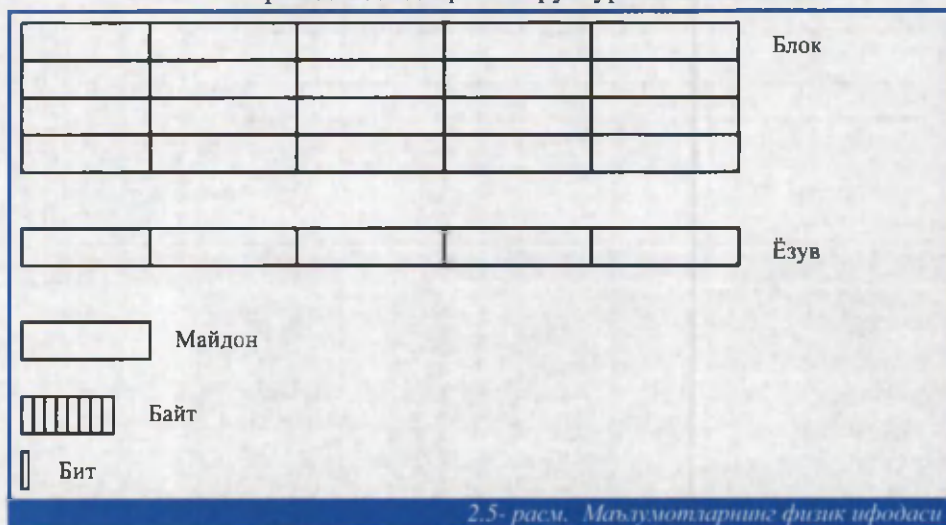 Блок
Ёзув
Майдон
Байт
Бит
2.5- расм. Маълумотларнинг физик ифодаси